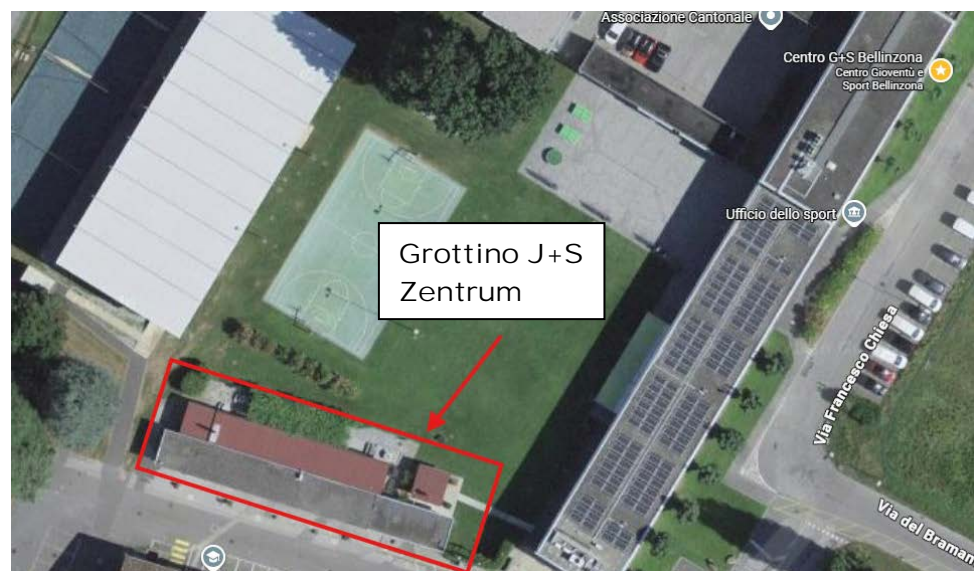 Associazione Cantonale
Centro G+S Bellinzona
Centro Gioventù e
Sport Bellinzona
Ufficio dello sport
Grottino J+S
Zentrum
Via Francesco Chiesa
Via del Braman